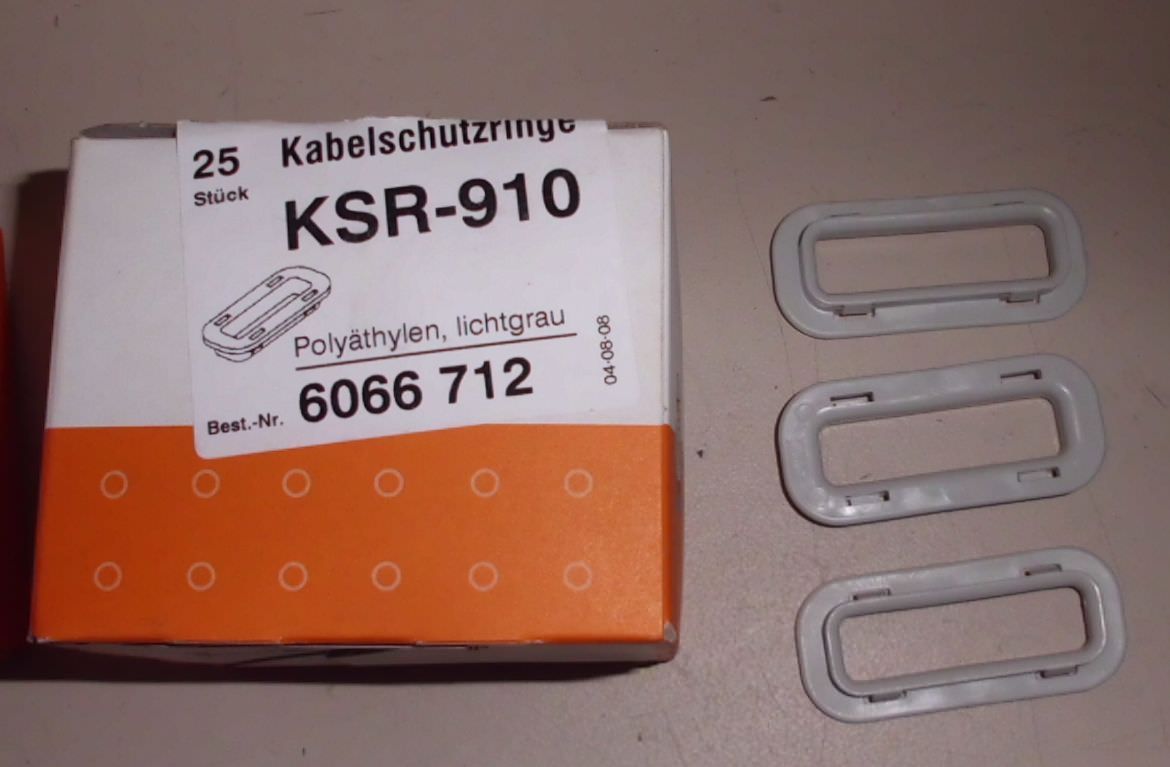 25 Kabelschutzringe
Stück
KSR-910
Polyäthylen, lichtgrau
04·08·08
Best.-Nr. 6066 712